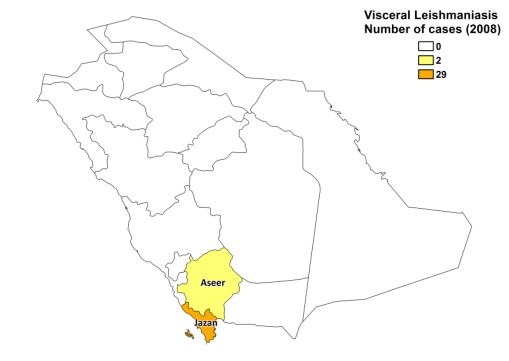 Visceral Leishmaniasis
Number of cases (2008)
0
2
29
Aseer
Jazan